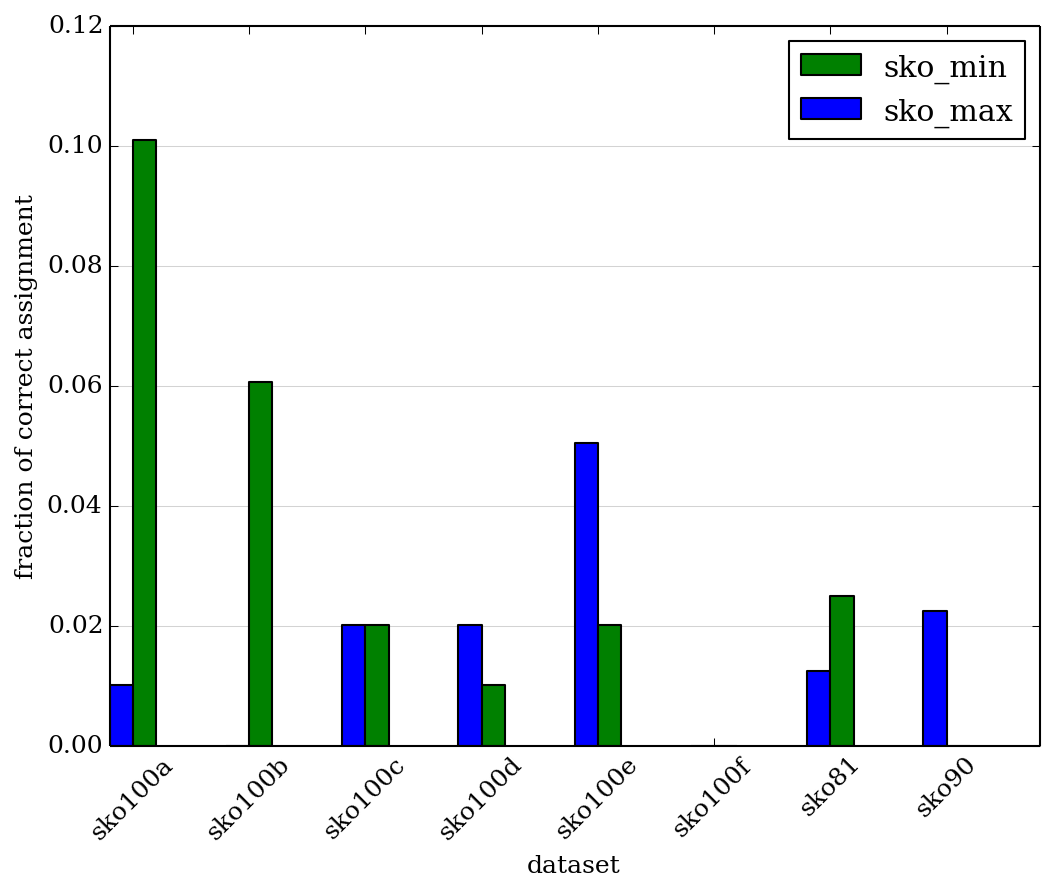 0.12
0.10
0.08
0.06
0.04
0.02
0.00
fraction of correct assignment
sko_min
sko_max
sko100a
sko100b
sko100c
sko100d
sko100e
sko100f
sko81
sko90
dataset